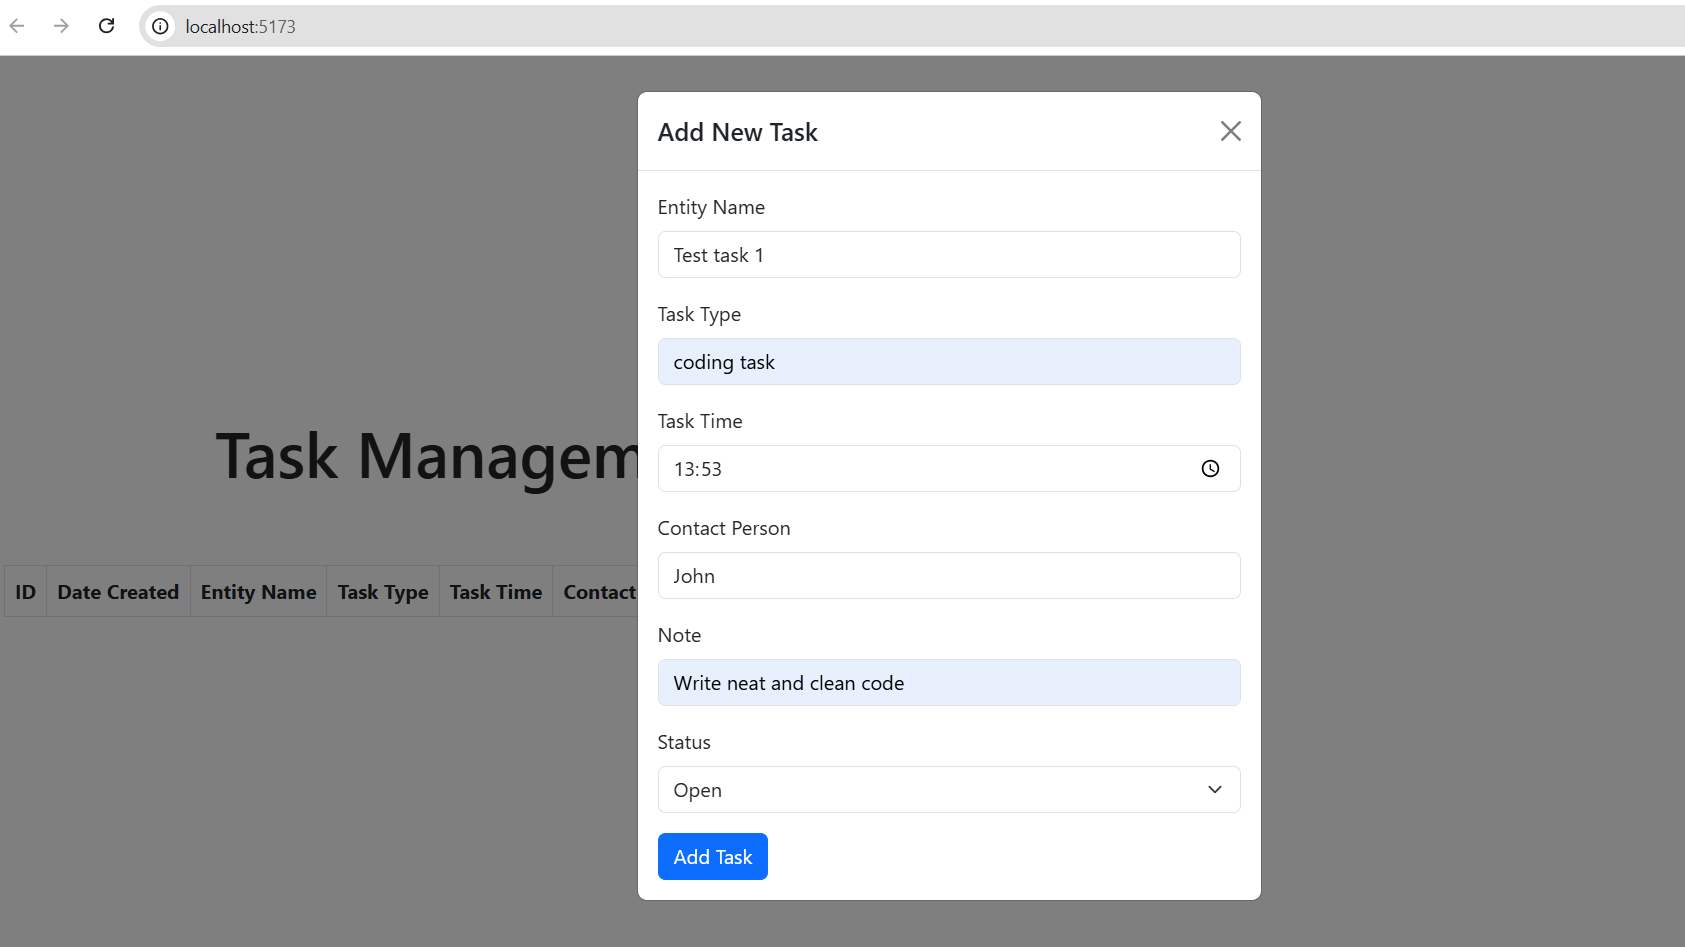 localhost:5173
Add New Task
Entity Name
Test task 1
Task Type
coding task
Task Time
13:53
Contact Person
John
Note
Write neat and clean code
Status
Open
Add Task
Task Managem
ID Date Created Entity Name Task Type Task Time Contact